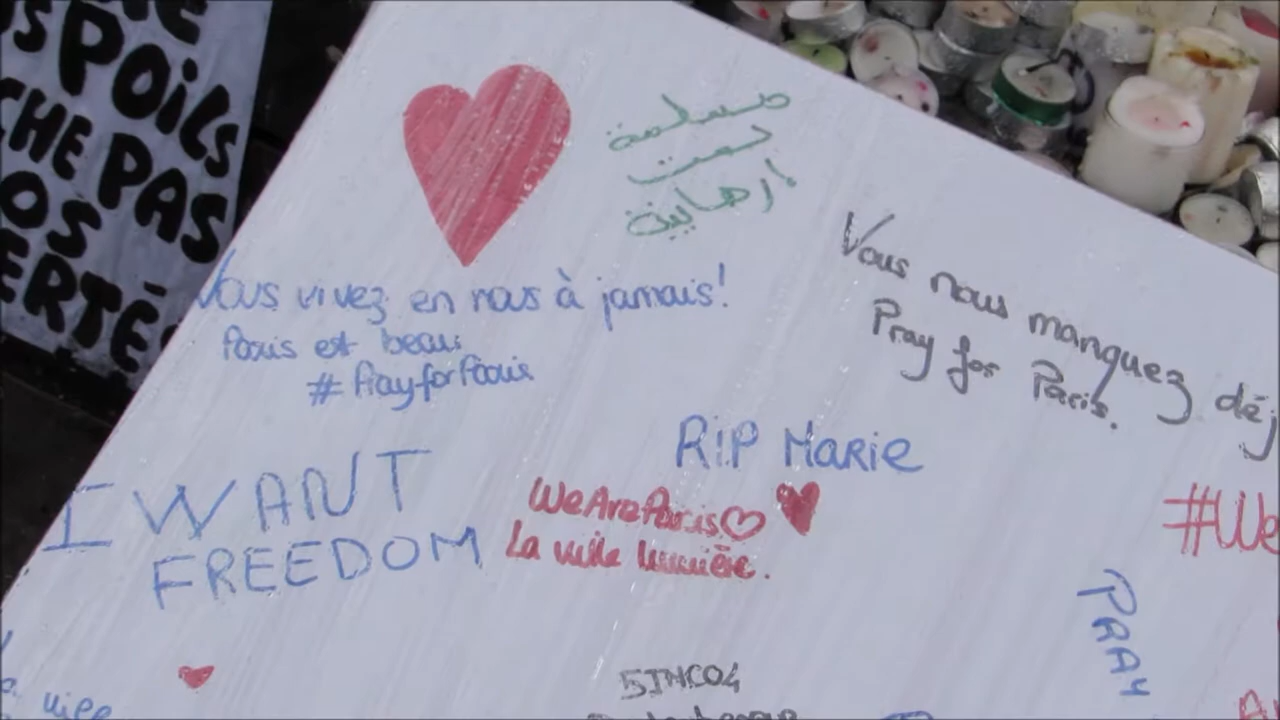 SPOILS
CHE PAS
OS
ERTÉ
مسلمة
لست
إرهابية!
Vous vivez en nous à jamais!
Paris est beau
#PrayforParis
Vous nous manquez déj
Pray for Paris.
RIP Marie
I WANT
FREEDOM
WeAreParis
La ville lumière.
#We
PRAY
5INC04